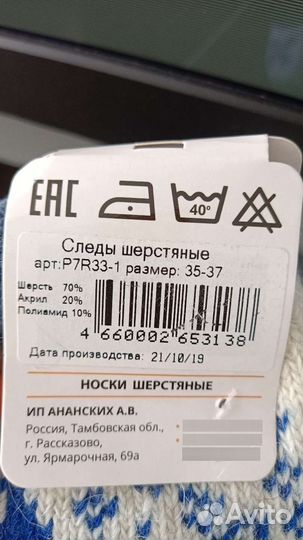 ЕАС
40°
Следы шерстяные
арт:P7R33-1 размер: 35-37
Шерсть 70%
Акрил 20%
Полиамид 10%
4 660002 653138
Дата производства: 21/10/19
НОСКИ ШЕРСТЯНЫЕ
ИП АНАНСКИХ А.В.
Россия, Тамбовская обл.,
г. Рассказово,
ул. Ярмарочная, 69а
Avito